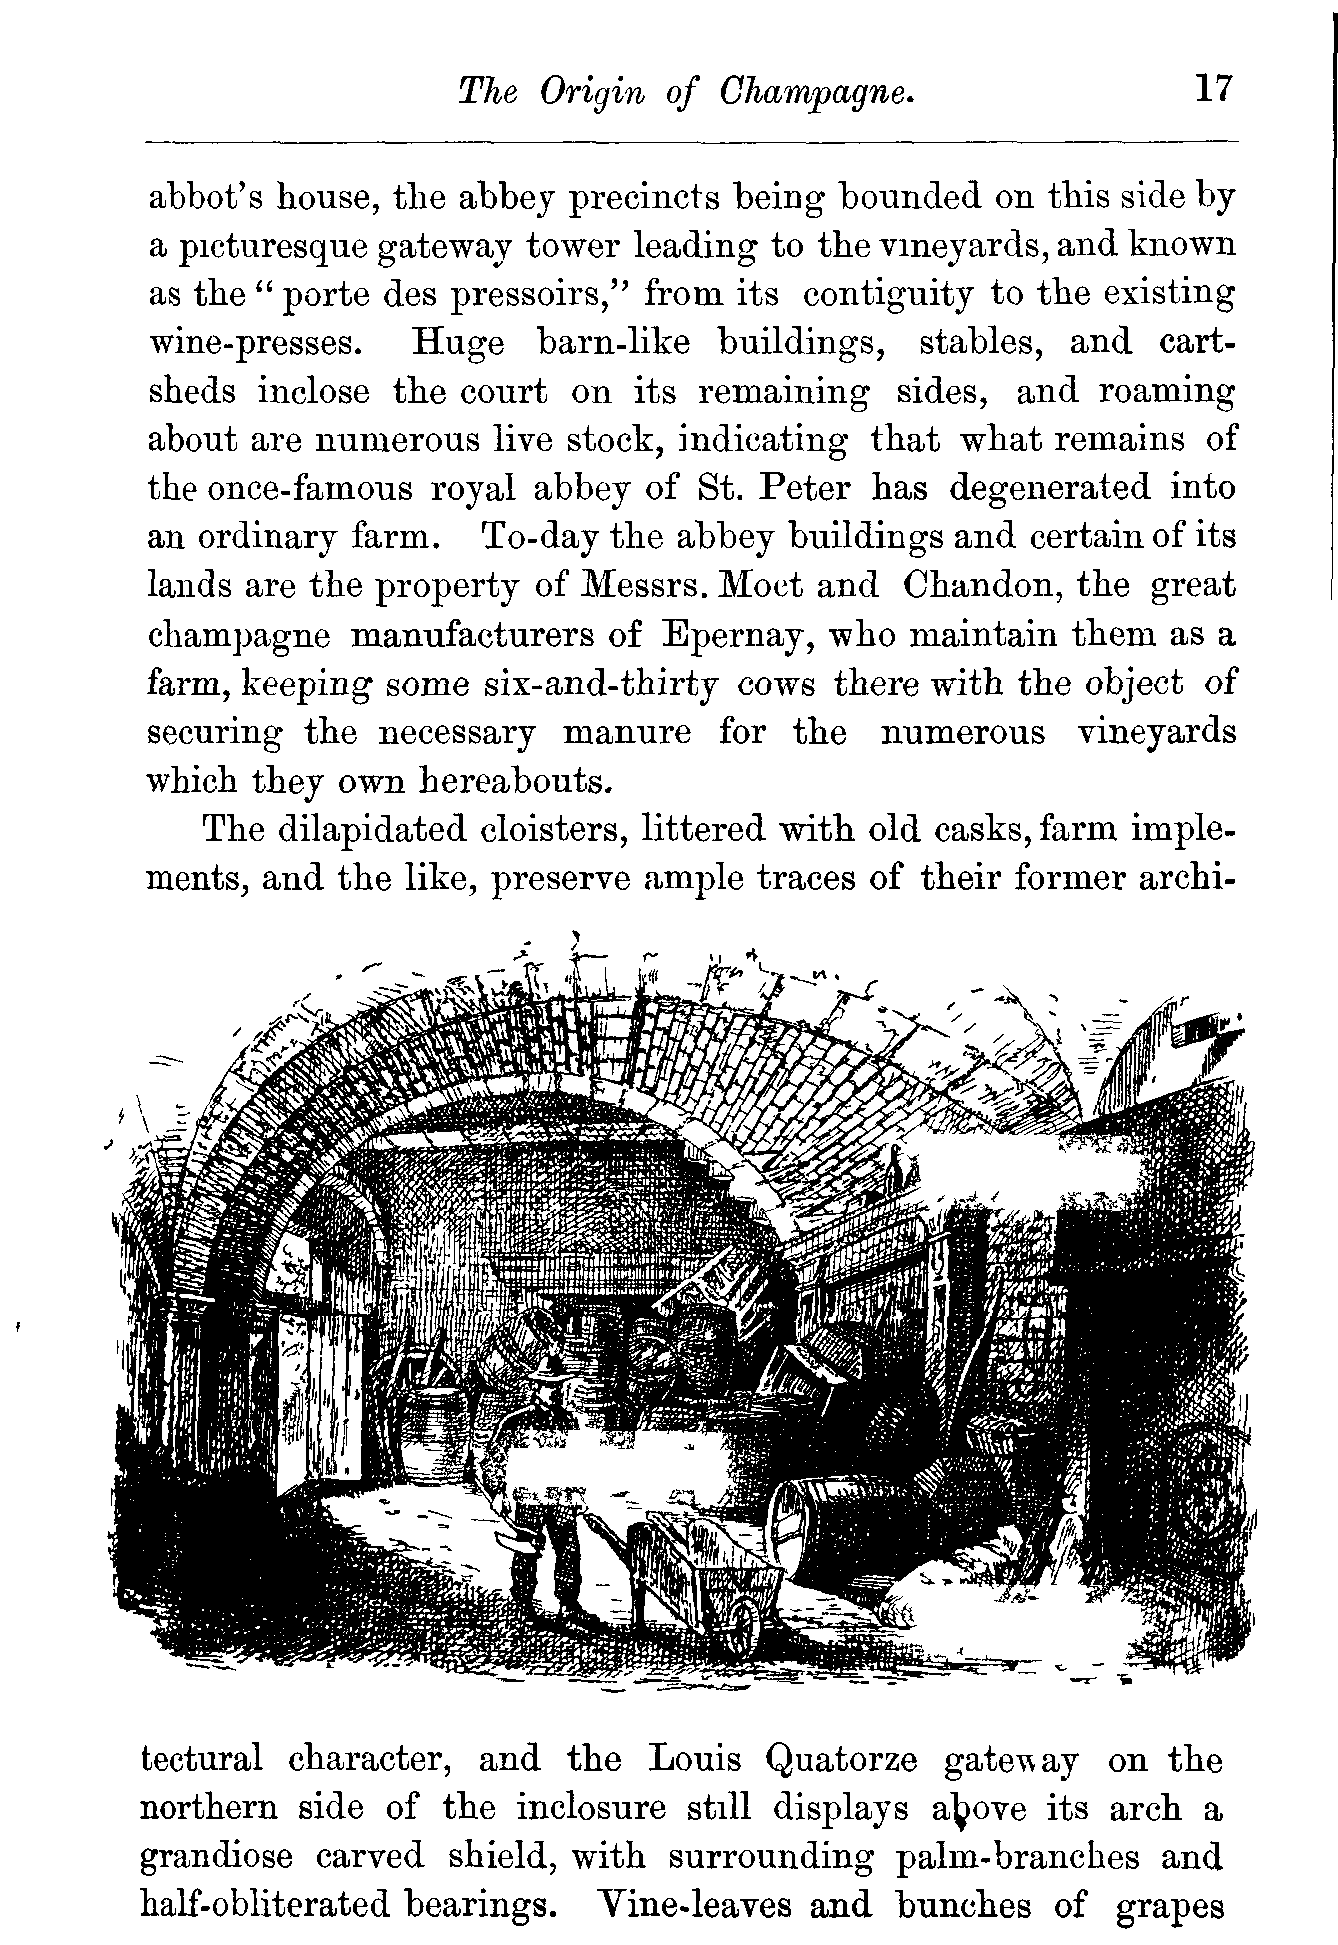 The Origin of Champagne. 17
abbot's house, the abbey precincts being bounded on this side by
a picturesque gateway tower leading to the vineyards, and known
as the “ porte des pressoirs,” from its contiguity to the existing
wine-presses. Huge barn-like buildings, stables, and cart-
sheds inclose the court on its remaining sides, and roaming
about are numerous live stock, indicating that what remains of
the once-famous royal abbey of St. Peter has degenerated into
an ordinary farm. To-day the abbey buildings and certain of its
lands are the property of Messrs. Moet and Chandon, the great
champagne manufacturers of Epernay, who maintain them as a
farm, keeping some six-and-thirty cows there with the object of
securing the necessary manure for the numerous vineyards
which they own hereabouts.
The dilapidated cloisters, littered with old casks, farm imple-
ments, and the like, preserve ample traces of their former archi-
tectural character, and the Louis Quatorze gateway on the
northern side of the inclosure still displays above its arch a
grandiose carved shield, with surrounding palm-branches and
half-obliterated bearings. Vine-leaves and bunches of grapes